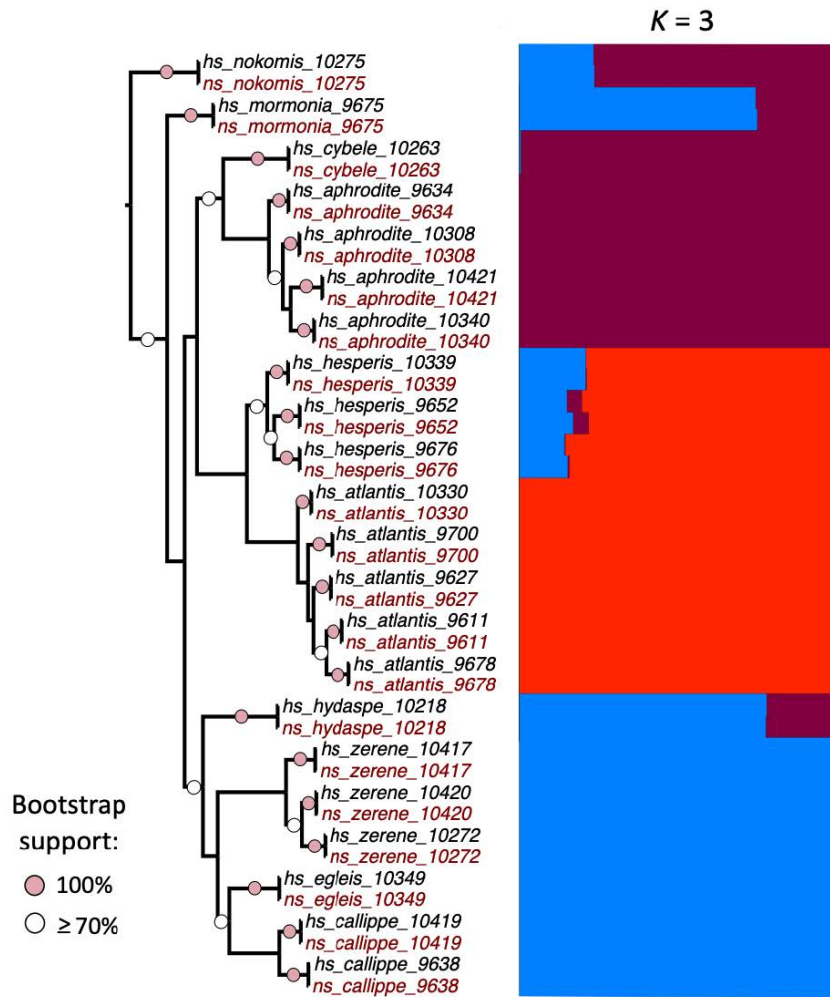 K = 3
hs_nokomis_10275
ns_nokomis_10275
hs_mormonia_9675
ns_mormonia_9675
hs_cybele_10263
ns_cybele_10263
hs_aphrodite_9634
ns_aphrodite_9634
hs_aphrodite_10308
ns_aphrodite_10308
hs_aphrodite_10421
ns_aphrodite_10421
hs_aphrodite_10340
ns_aphrodite_10340
hs_hesperis_10339
ns_hesperis_10339
hs_hesperis_9652
ns_hesperis_9652
hs_hesperis_9676
ns_hesperis_9676
hs_atlantis_10330
ns_atlantis_10330
hs_atlantis_9700
ns_atlantis_9700
hs_atlantis_9627
ns_atlantis_9627
hs_atlantis_9611
ns_atlantis_9611
hs_atlantis_9678
ns_atlantis_9678
hs_hydaspe_10218
ns_hydaspe_10218
hs_zerene_10417
ns_zerene_10417
hs_zerene_10420
ns_zerene_10420
hs_zerene_10272
ns_zerene_10272
hs_egleis_10349
ns_egleis_10349
hs_callippe_10419
ns_callippe_10419
hs_callippe_9638
ns_callippe_9638
Bootstrap
support:
100%
≥ 70%